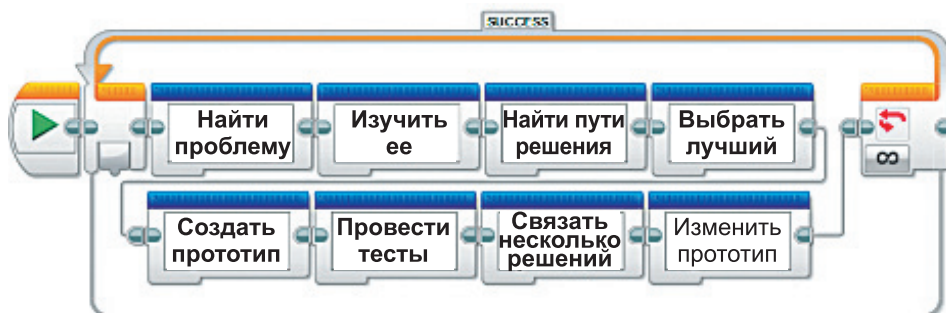 SUCCESS
Найти
проблему
Изучить
ее
Найти пути
решения
Выбрать
лучший
∞
Создать
прототип
Провести
тесты
Связать
несколько
решений
Изменить
прототип